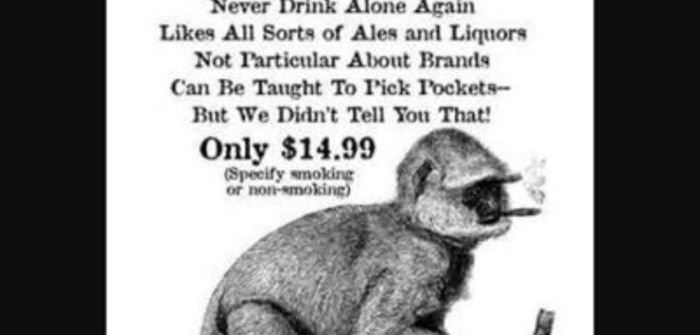 Never Drink Alone Again
Likes All Sorts of Ales and Liquors
Not Particular About Brands
Can Be Taught To Pick Pockets--
But We Didn't Tell You That!
Only $14.99
(Specify smoking
or non-smoking)